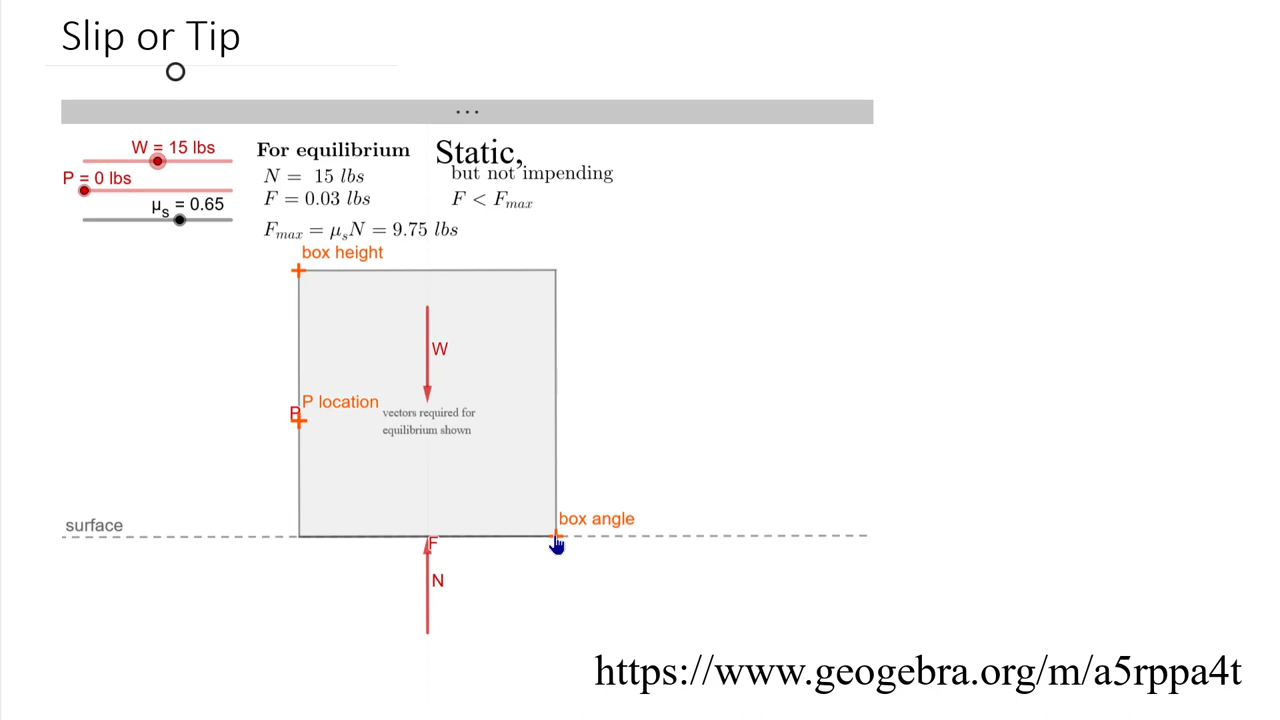 Slip or Tip
...
W = 15 lbs
P = 0 lbs
μs = 0.65
For equilibrium
N = 15 lbs
F = 0.03 lbs
Fmax = μsN = 9.75 lbs
Static,
but not impending
F < Fmax
box height
W
P location
P
vectors required for
equilibrium shown
surface
box angle
F
N
https://www.geogebra.org/m/a5rppa4t